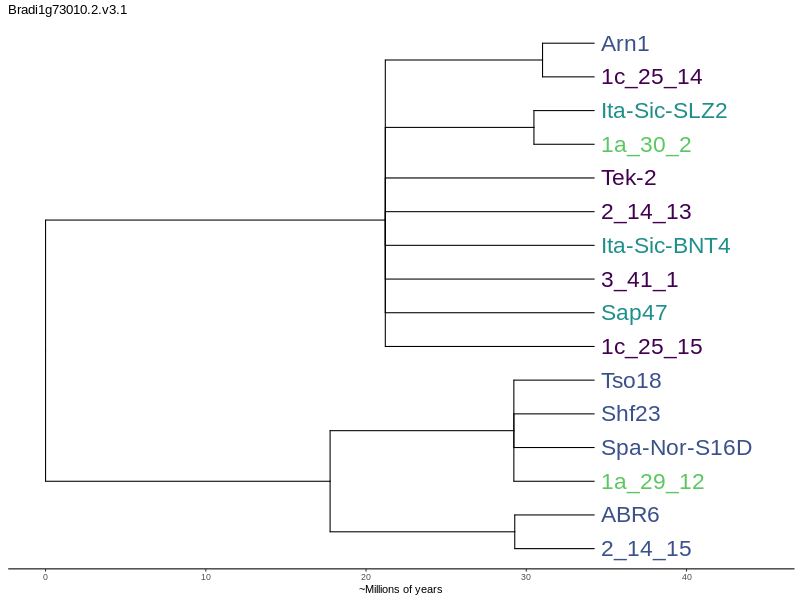 Bradi1g73010.2.v3.1
Arn1
1c_25_14
Ita-Sic-SLZ2
1a_30_2
Tek-2
2_14_13
Ita-Sic-BNT4
3_41_1
Sap47
1c_25_15
Tso18
Shf23
Spa-Nor-S16D
1a_29_12
ABR6
2_14_15
0 10 20 30 40
~Millions of years